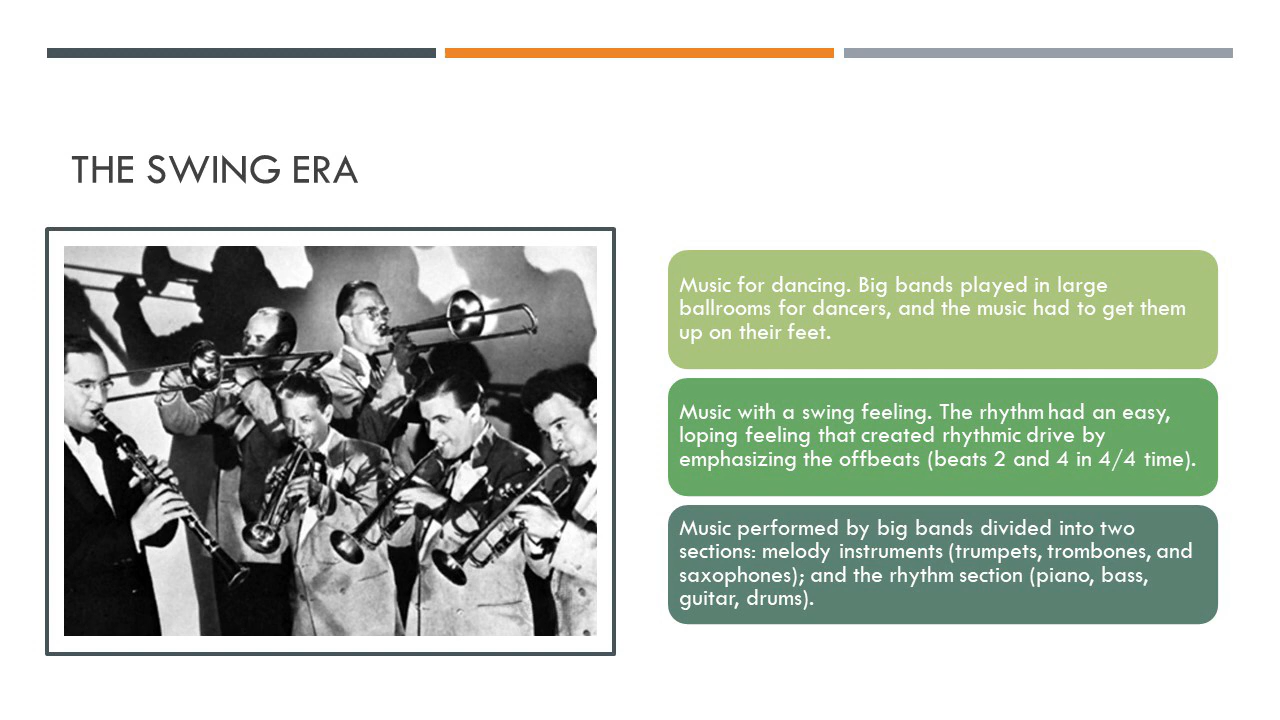 THE SWING ERA
Music for dancing. Big bands played in large
ballrooms for dancers, and the music had to get them
up on their feet.
Music with a swing feeling. The rhythm had an easy,
loping feeling that created rhythmic drive by
emphasizing the offbeats (beats 2 and 4 in 4/4 time).
Music performed by big bands divided into two
sections: melody instruments (trumpets, trombones, and
saxophones); and the rhythm section (piano, bass,
guitar, drums).